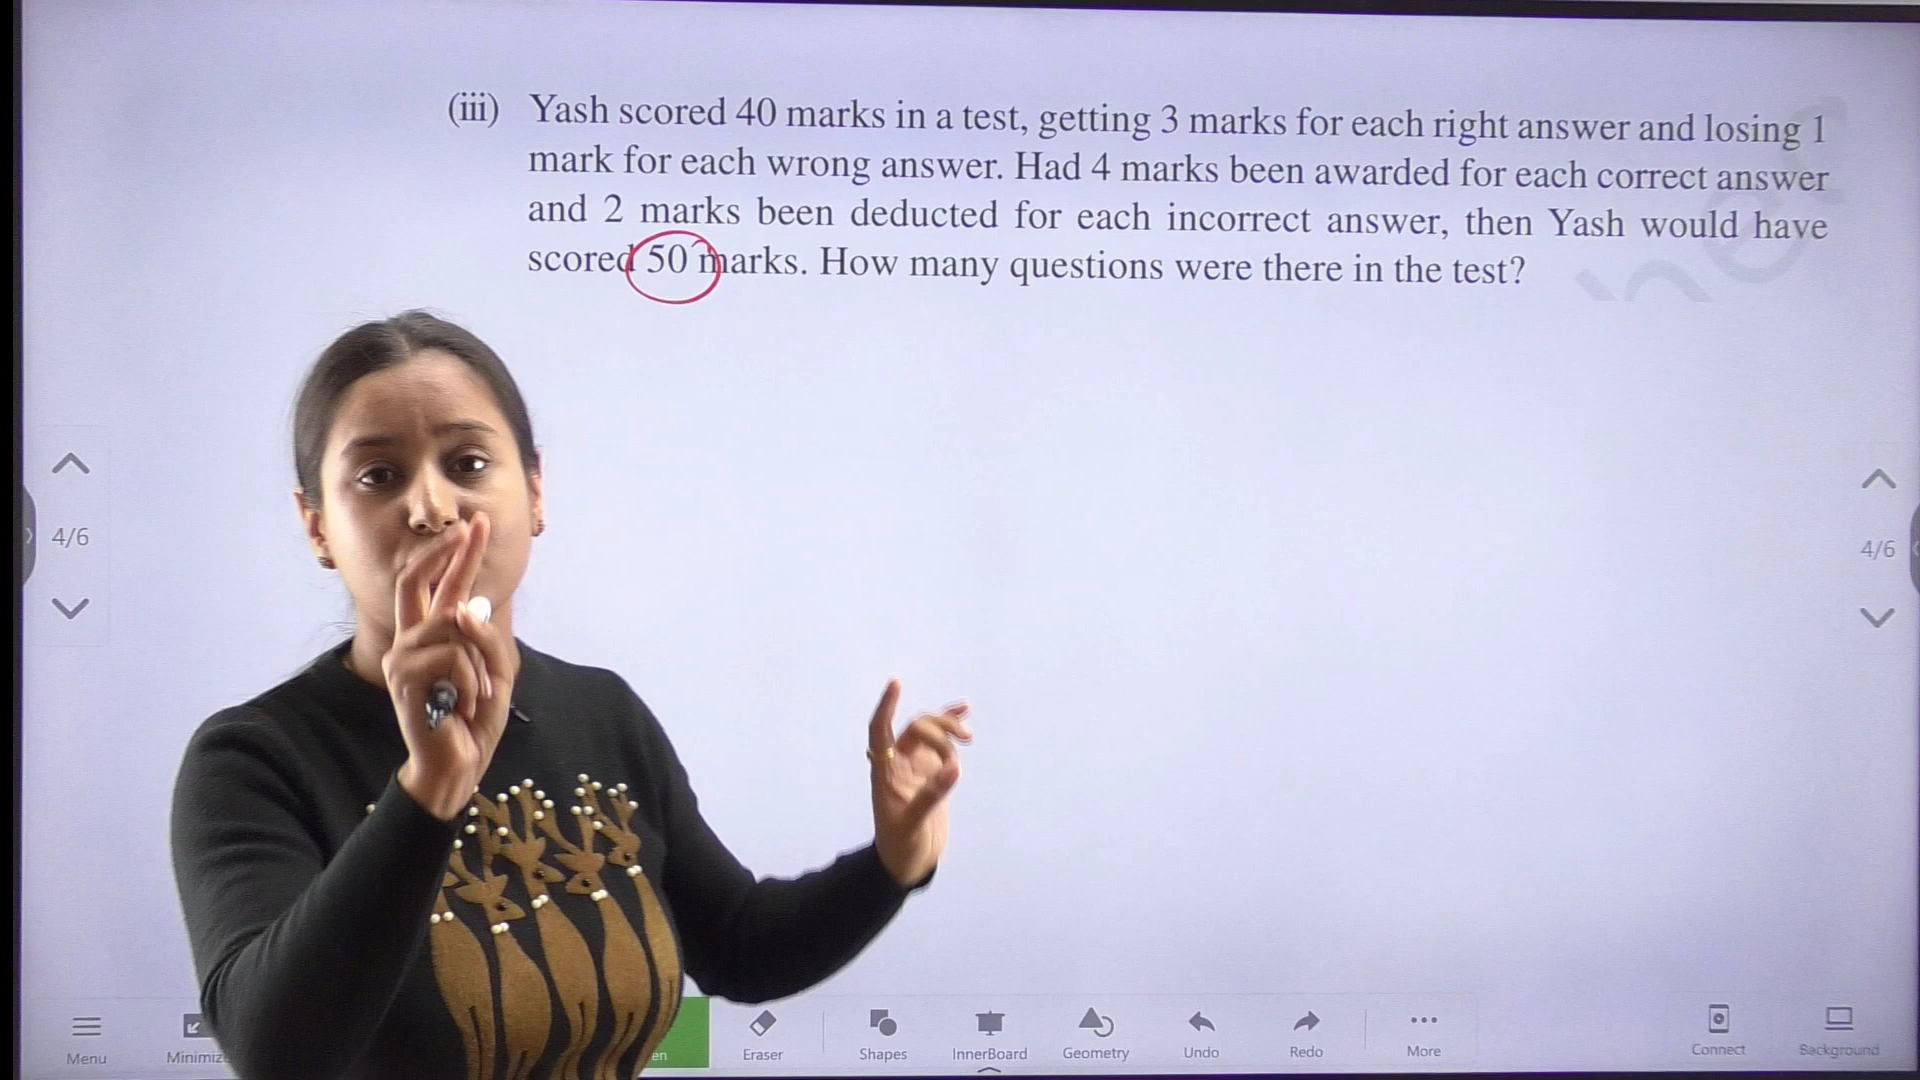 (iii) Yash scored 40 marks in a test, getting 3 marks for each right answer and losing 1
mark for each wrong answer. Had 4 marks been awarded for each correct answer
and 2 marks been deducted for each incorrect answer, then Yash would have
scored 50 marks. How many questions were there in the test?
4/6
4/6
Menu
Minimiz
en
Eraser
Shapes
InnerBoard
Geometry
Undo
Redo
More
Connect
Background